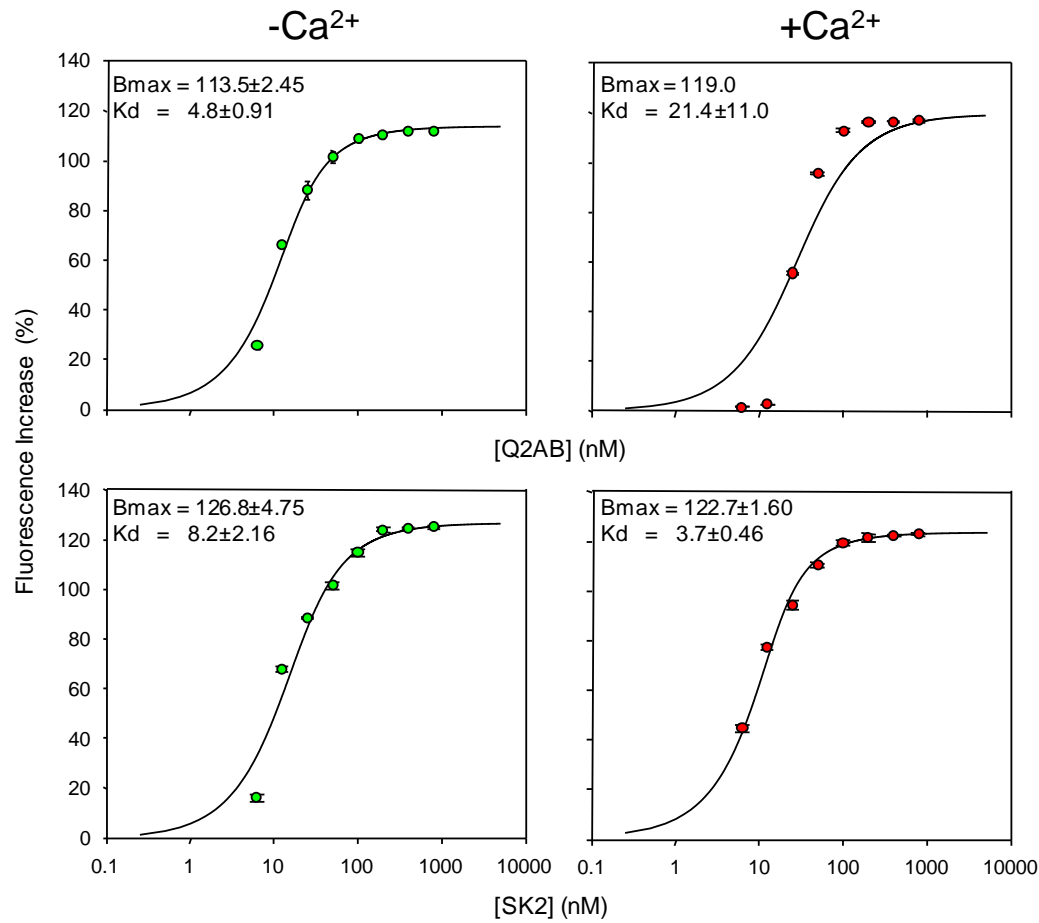 -Ca²⁺
+Ca²⁺
140
120
100
80
60
40
20
0
Bmax = 113.5±2.45
Kd = 4.8±0.91
Bmax = 119.0
Kd = 21.4±11.0
Fluorescence Increase (%)
[Q2AB] (nM)
140
120
100
80
60
40
20
0
Bmax = 126.8±4.75
Kd = 8.2±2.16
Bmax = 122.7±1.60
Kd = 3.7±0.46
0.1 1 10 100 1000 10000
0.1 1 10 100 1000 10000
[SK2] (nM)